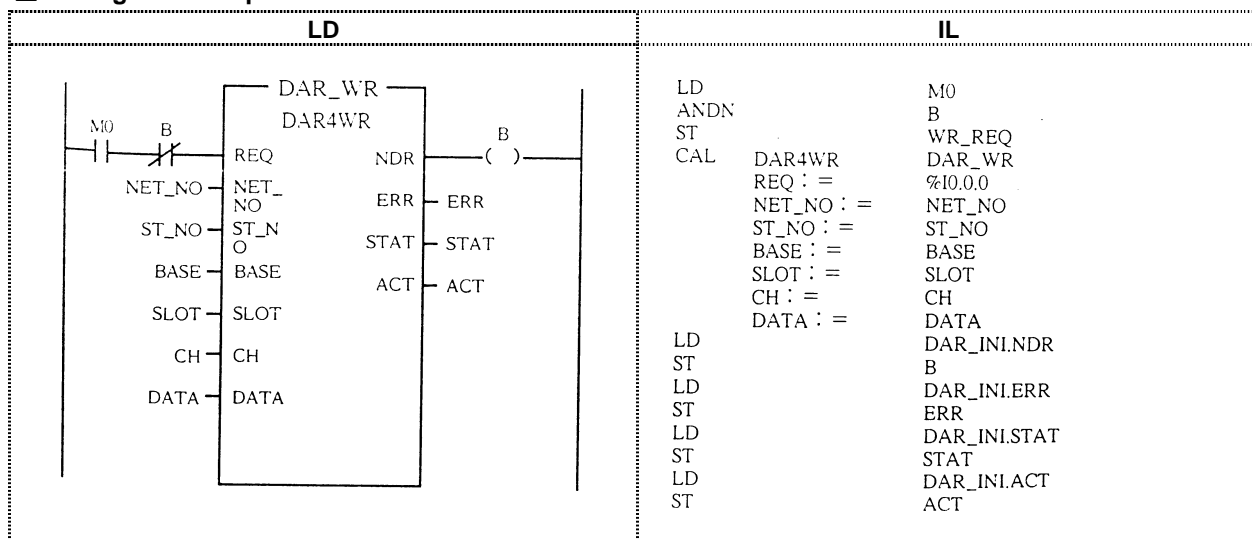 LD
IL
DAR_WR
DAR4WR
M0
B
B
REQ
NDR
NET_NO
NET_
NO
ERR
ERR
ST_NO
ST_N
O
STAT
STAT
BASE
BASE
ACT
ACT
SLOT
SLOT
CH
CH
DATA
DATA
LD M0
ANDN B
ST WR_REQ
CAL DAR4WR DAR_WR
REQ : = %I0.0.0
NET_NO : = NET_NO
ST_NO : = ST_NO
BASE : = BASE
SLOT : = SLOT
CH : = CH
DATA : = DATA
LD DAR_INI.NDR
ST B
LD DAR_INI.ERR
ST ERR
LD DAR_INI.STAT
ST STAT
LD DAR_INI.ACT
ST ACT